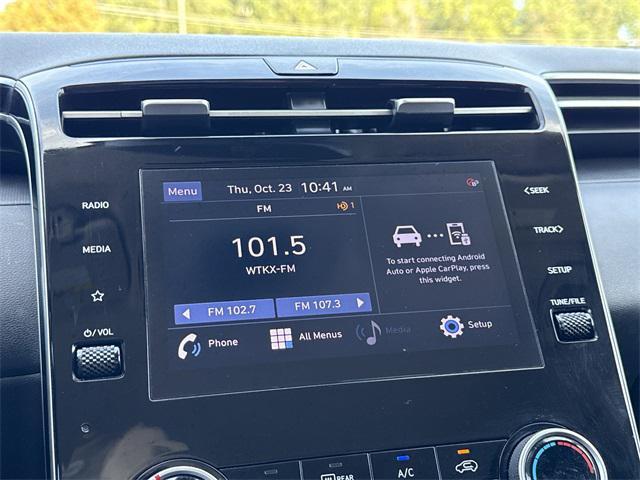 Menu
Thu, Oct. 23 10:41 AM
FM
1
101.5
WTKX-FM
FM 102.7
FM 107.3
To start connecting Android
Auto or Apple CarPlay, press
this widget.
Phone
All Menus
Media
Setup
RADIO
MEDIA
/VOL
SEEK
TRACK
SETUP
TUNE/FILE
REAR
A/C